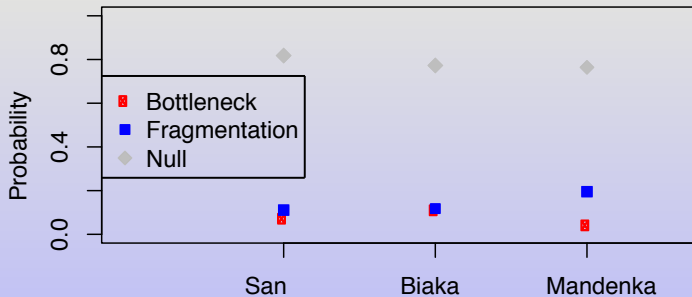 Probability
0.8
0.4
0.0
Bottleneck
Fragmentation
Null
San Biaka Mandenka